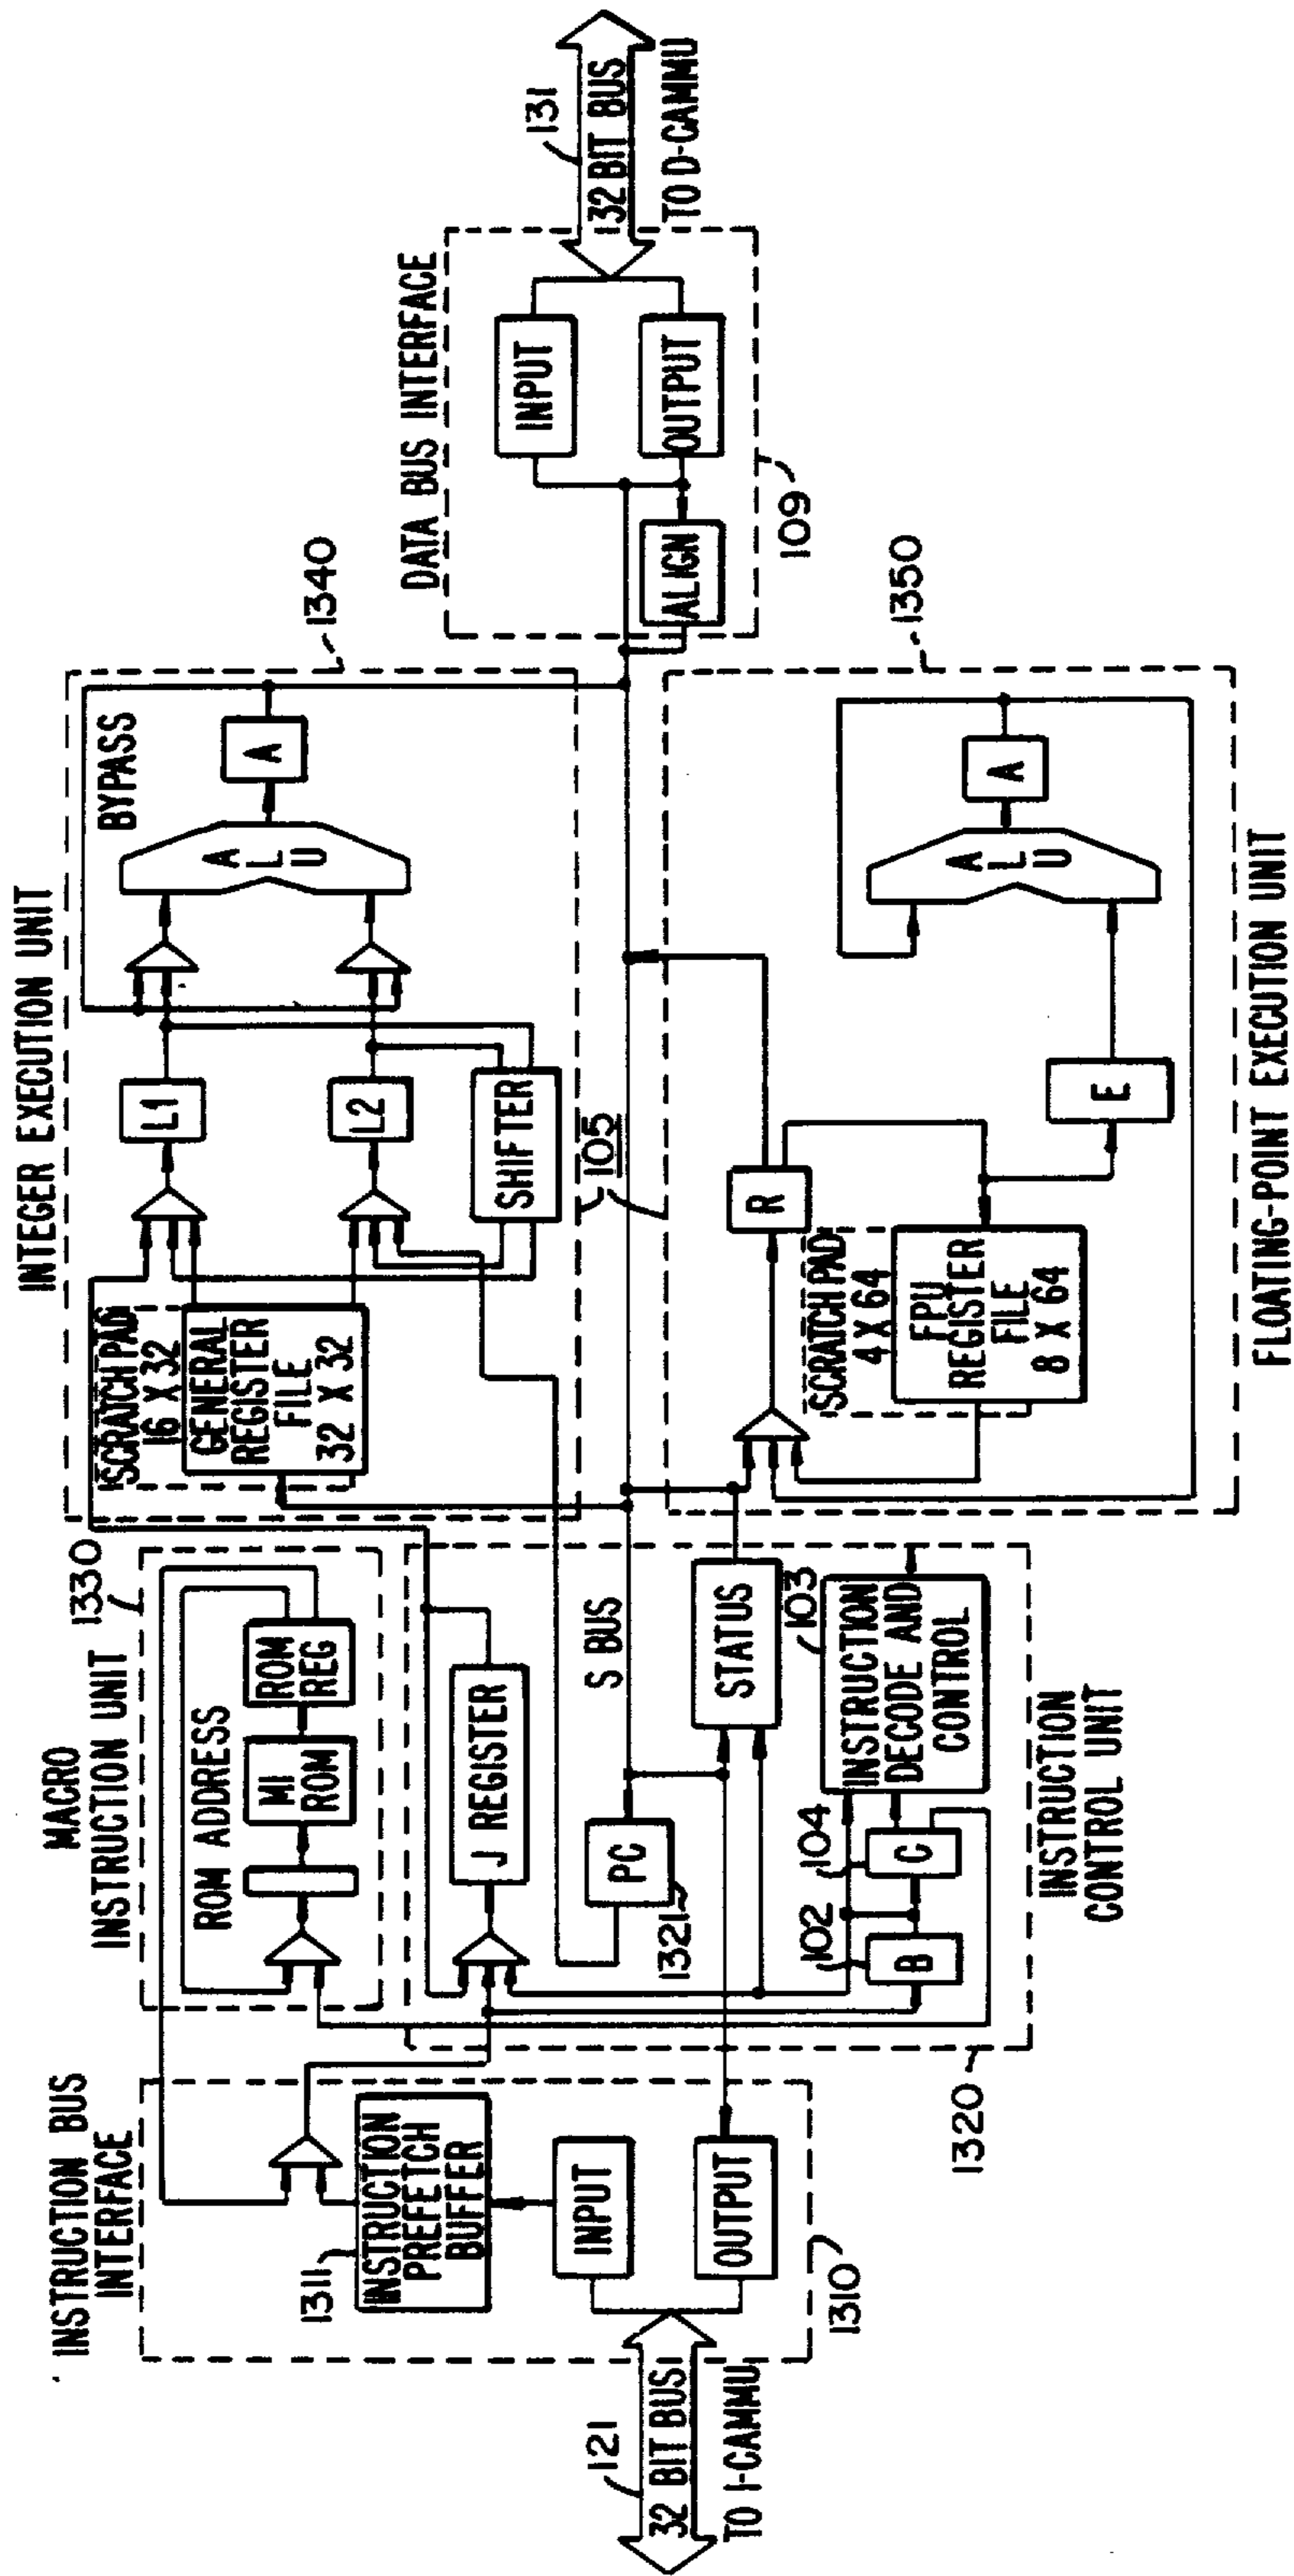 INSTRUCTION BUS
INTERFACE
1311
INSTRUCTION
PREFETCH
BUFFER
INPUT
OUTPUT
1310
121
32 BIT BUS
TO I-CAMMU
MACRO
INSTRUCTION UNIT
1330
ROM ADDRESS
MI
ROM
ROM
REG
J REGISTER
PC
1321
S BUS
STATUS
102
B
104
C
103
INSTRUCTION
DECODE AND
CONTROL
1320
INSTRUCTION
CONTROL UNIT
INTEGER EXECUTION UNIT
SCRATCH PAD
16 X 32
GENERAL
REGISTER
FILE
32 X 32
L1
L2
SHIFTER
BYPASS
ALU
A
1340
105
SCRATCH PAD
4 X 64
FPU
REGISTER
FILE
8 X 64
R
E
ALU
A
1350
FLOATING-POINT EXECUTION UNIT
DATA BUS INTERFACE
INPUT
OUTPUT
ALIGN
109
131
32 BIT BUS
TO D-CAMMU